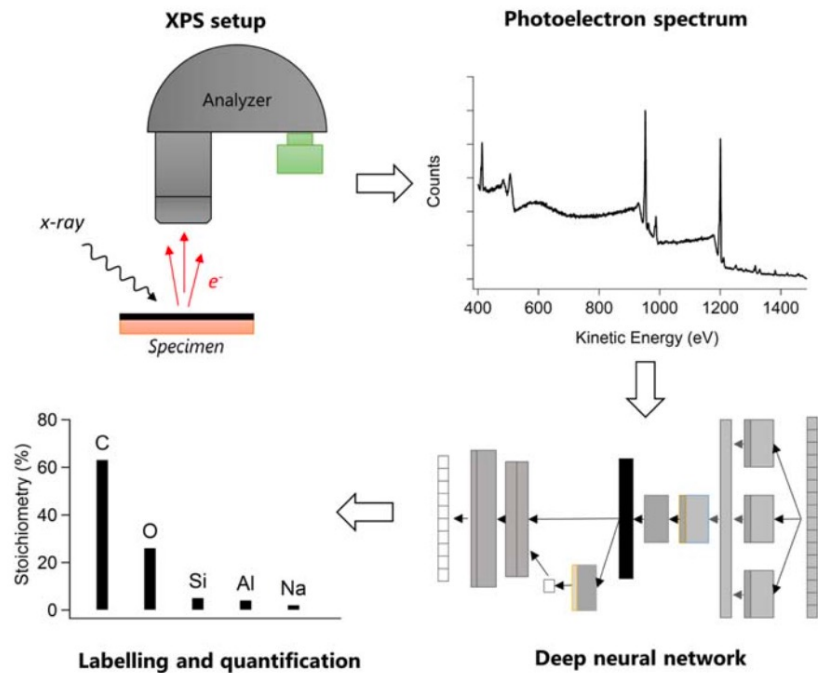 XPS setup
Analyzer
x-ray
e-
Specimen
Photoelectron spectrum
Counts
400 600 800 1000 1200 1400
Kinetic Energy (eV)
Stoichiometry (%)
80
60
40
20
0
C
O
Si
Al
Na
Labelling and quantification
Deep neural network